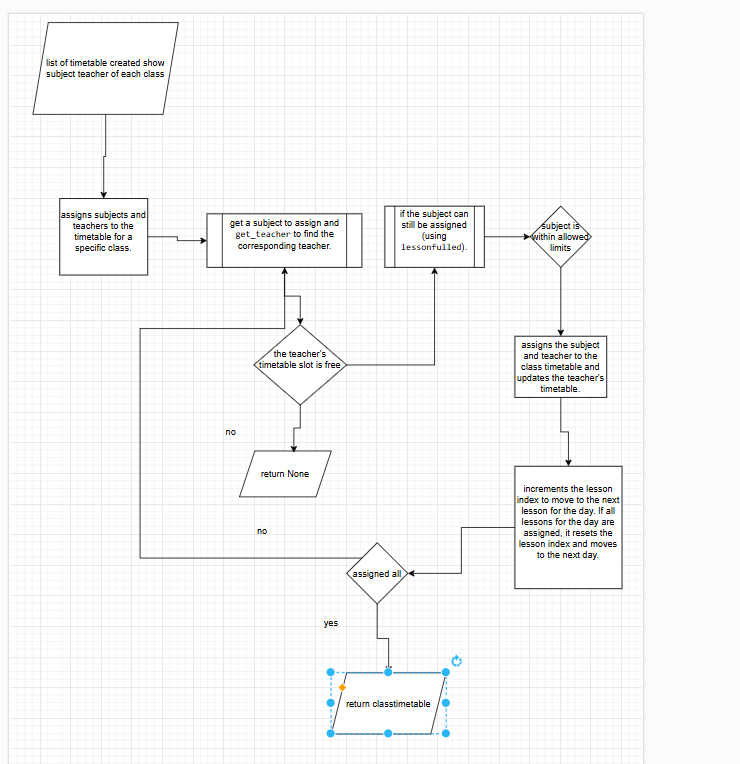 list of timetable created show
subject teacher of each class
assigns subjects and
teachers to the
timetable for a
specific class.
get a subject to assign and
get_teacher to find the
corresponding teacher.
if the subject can
still be assigned
(using
lessonfulled).
subject is
within allowed
limits
the teacher's
timetable slot is free
assigns the subject
and teacher to the
class timetable and
updates the teacher's
timetable.
no
return None
increments the lesson
index to move to the next
lesson for the day. If all
lessons for the day are
assigned, it resets the
lesson index and moves
to the next day.
no
assigned all
yes
return classtimetable